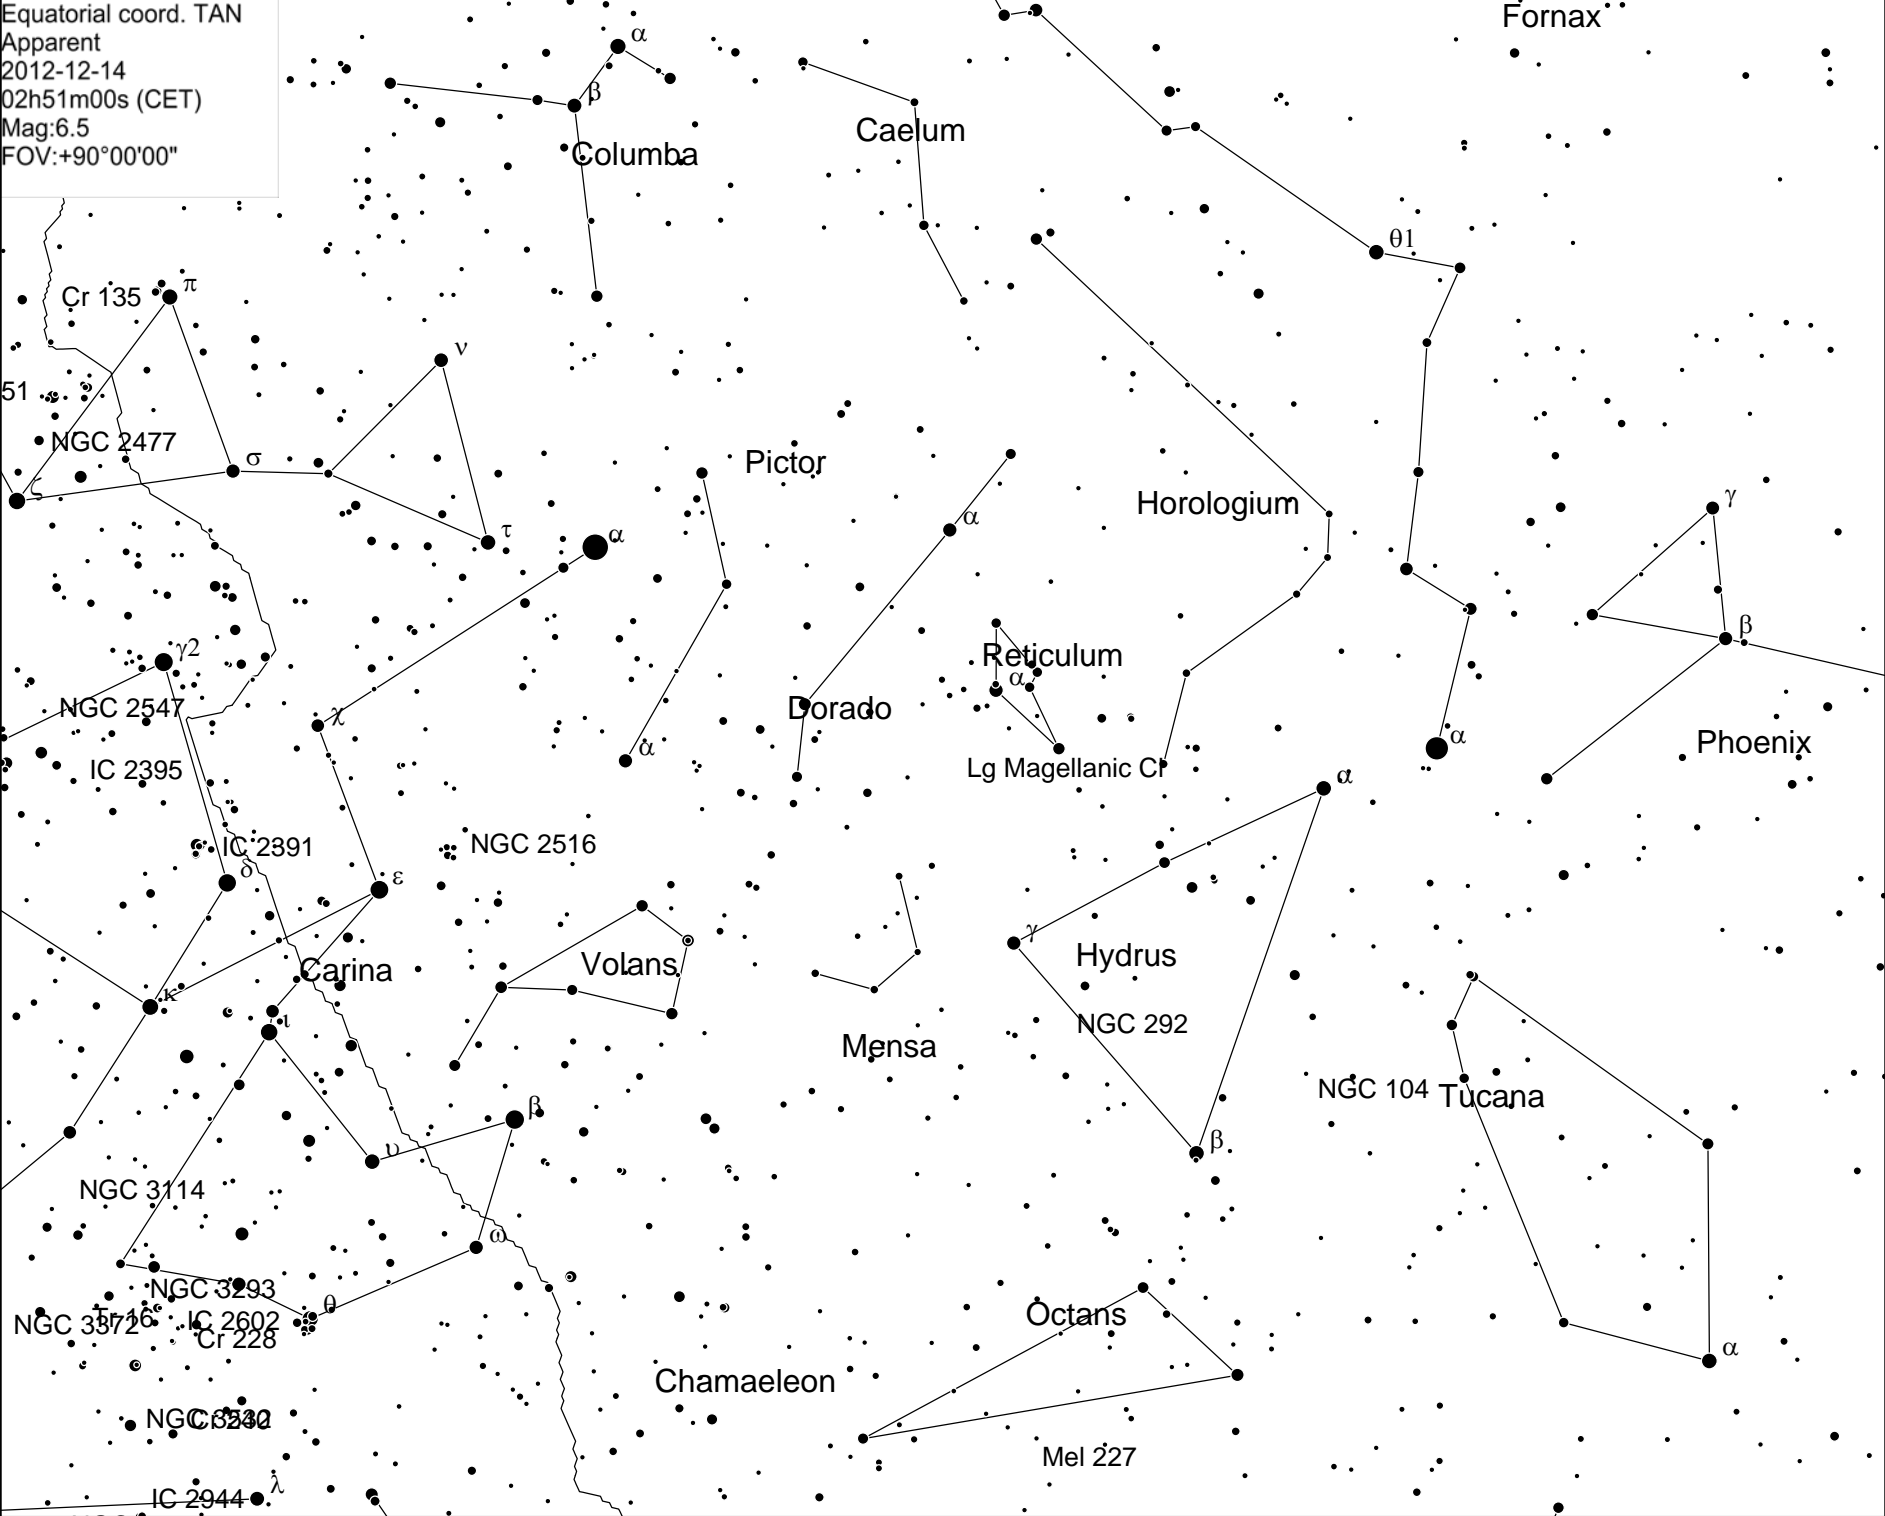 Equatorial coord. TAN
Apparent
2012-12-14
02h51m00s (CET)
Mag:6.5
FOV:+90°00'00"
Fornax
α
β
Columba
Caelum
θ1
Cr 135
π
ν
51
NGC 2477
σ
ζ
Pictor
Horologium
γ
τ
α
α
γ2
Reticulum
α
β
NGC 2547
χ
Dorado
α
α
Phoenix
IC 2395
Lg Magellanic Cl
α
IC 2391
NGC 2516
δ
ε
γ
Hydrus
Carina
Volans
κ
ι
NGC 292
Mensa
NGC 104
Tucana
β
υ
β
NGC 3114
ω
NGC 3293
θ
NGC 3372
Tr 16
IC 2602
Cr 228
Octans
α
Chamaeleon
NGC 3532
Mel 227
λ
IC 2944